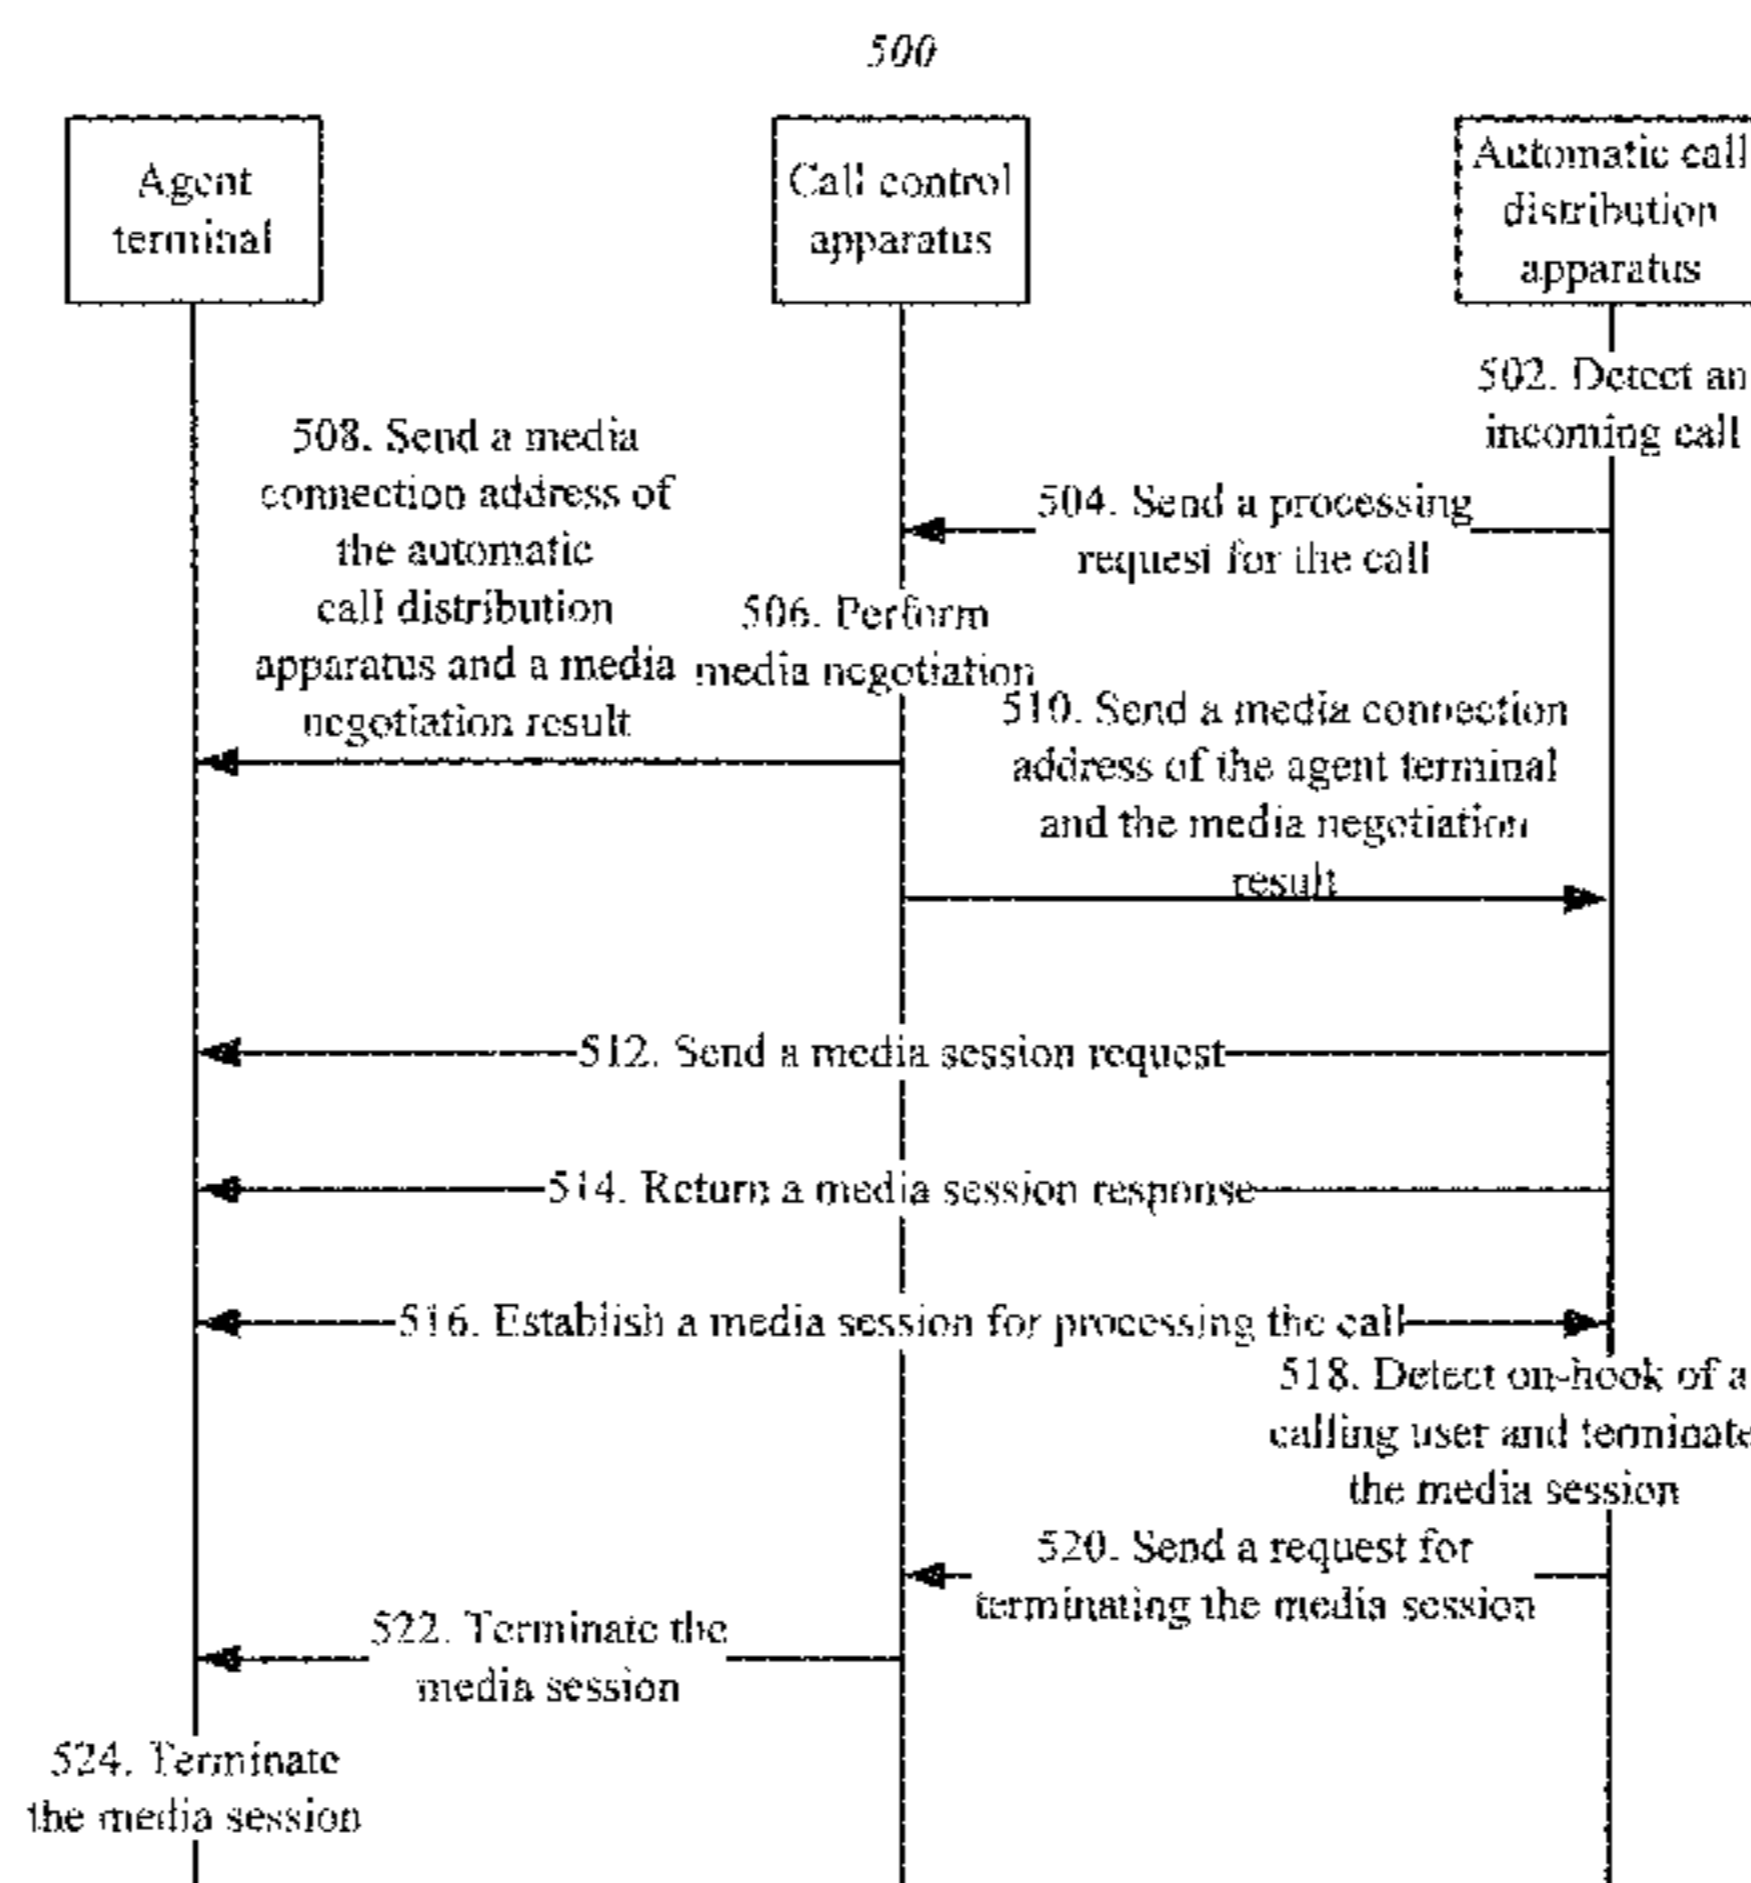 500
Agent
terminal
Call control
apparatus
Automatic call
distribution
apparatus
502. Detect an
incoming call
504. Send a processing
request for the call
506. Perform
media negotiation
508. Send a media
connection address of
the automatic
call distribution
apparatus and a media
negotiation result
510. Send a media connection
address of the agent terminal
and the media negotiation
result
512. Send a media session request
514. Return a media session response
516. Establish a media session for processing the call
518. Detect on-hook of a
calling user and terminate
the media session
520. Send a request for
terminating the media session
522. Terminate the
media session
524. Terminate
the media session